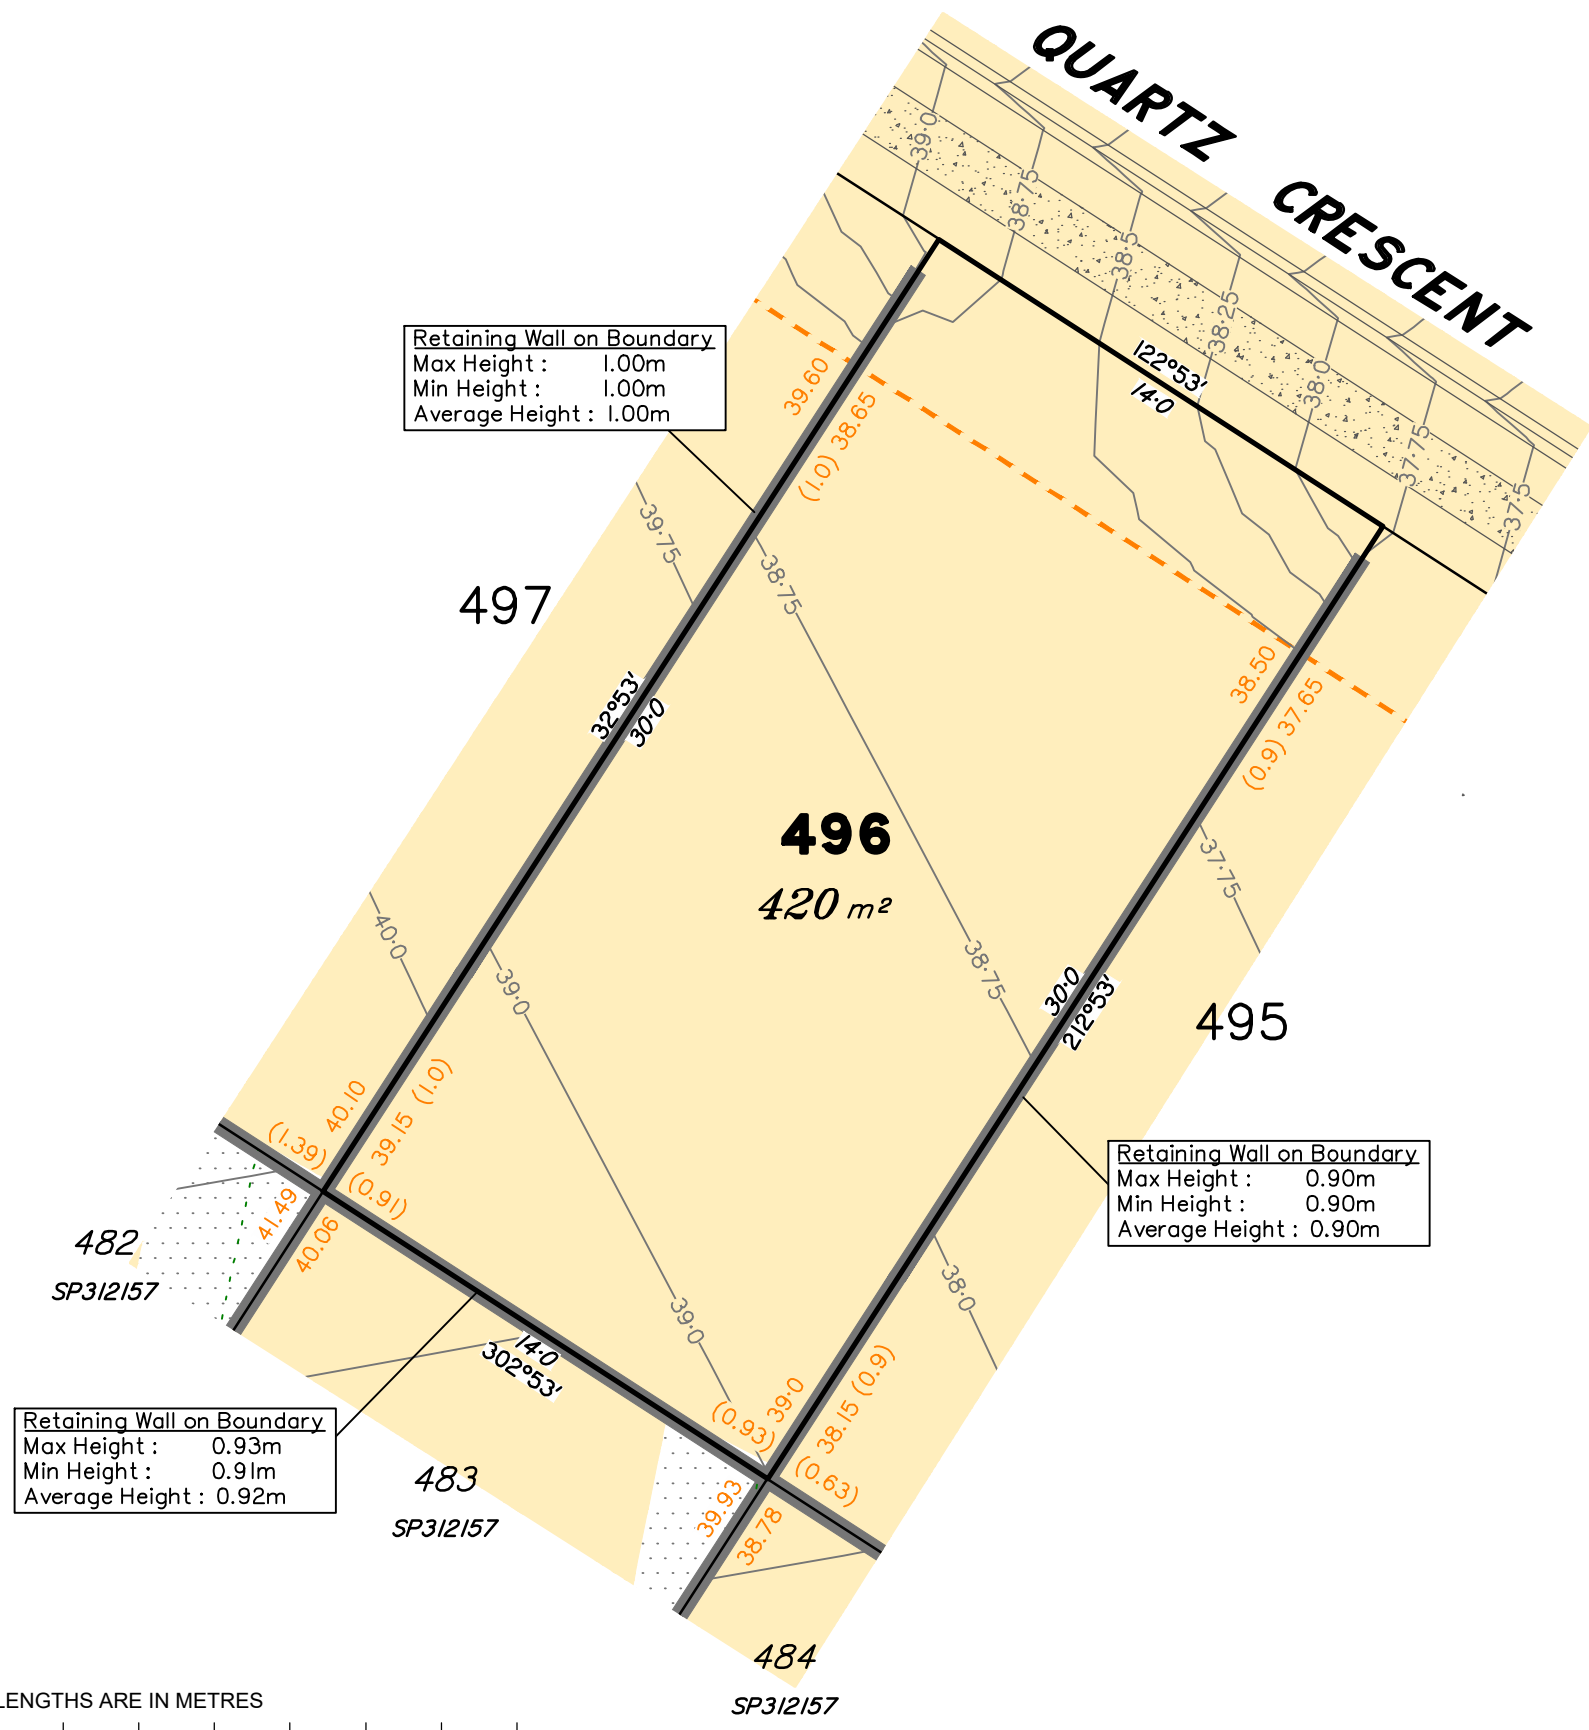 QUARTZ CRESCENT
39·0
38·75
38·5
38·25
38·0
37·75
37·5
Retaining Wall on Boundary
Max Height : 1.00m
Min Height : 1.00m
Average Height : 1.00m
122°53'
14·0
39.60
(1.0) 38.65
39·75
38·75
497
38.50
(0.9) 37.65
32°53'
30·0
496
420 m²
37·75
40·0
39·0
38·75
30·0
212°53'
495
40.10
39.15 (1.0)
(1.39)
(0.91)
41.49
40.06
Retaining Wall on Boundary
Max Height : 0.90m
Min Height : 0.90m
Average Height : 0.90m
482
SP312157
39·0
38·0
14·0
302°53'
(0.93) 39·0
38.15 (0.9)
(0.63)
Retaining Wall on Boundary
Max Height : 0.93m
Min Height : 0.91m
Average Height : 0.92m
483
SP312157
39.93
38.78
484
SP312157
LENGTHS ARE IN METRES